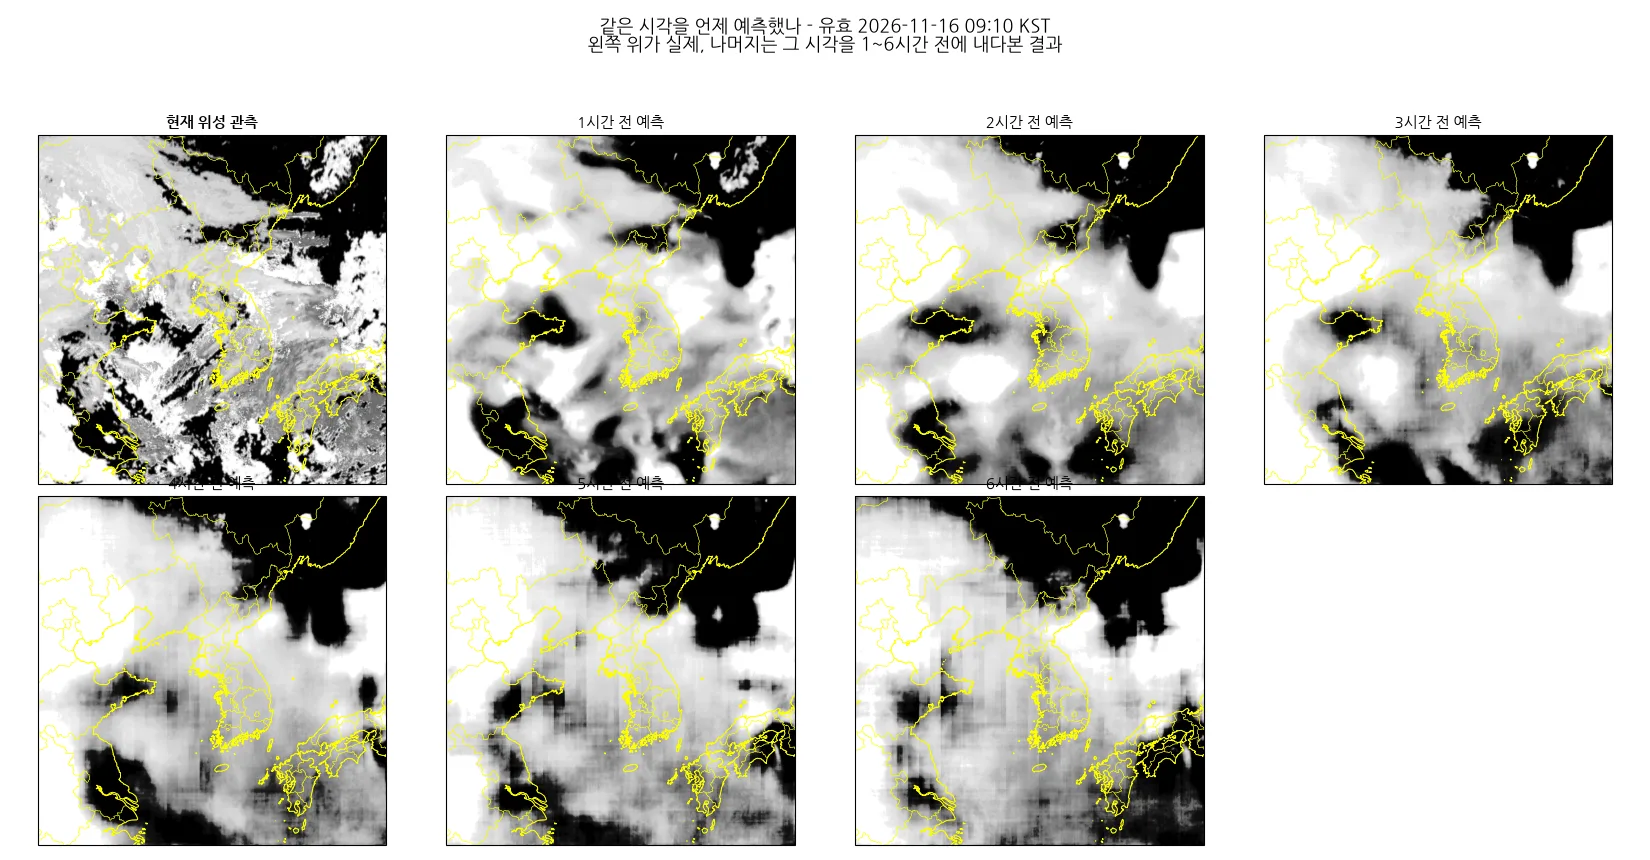 같은 시각을 언제 예측했나 - 유효 2026-11-16 09:10 KST
왼쪽 위가 실제, 나머지는 그 시각을 1~6시간 전에 내다본 결과
현재 위성 관측
1시간 전 예측
2시간 전 예측
3시간 전 예측
4시간 전 예측
5시간 전 예측
6시간 전 예측